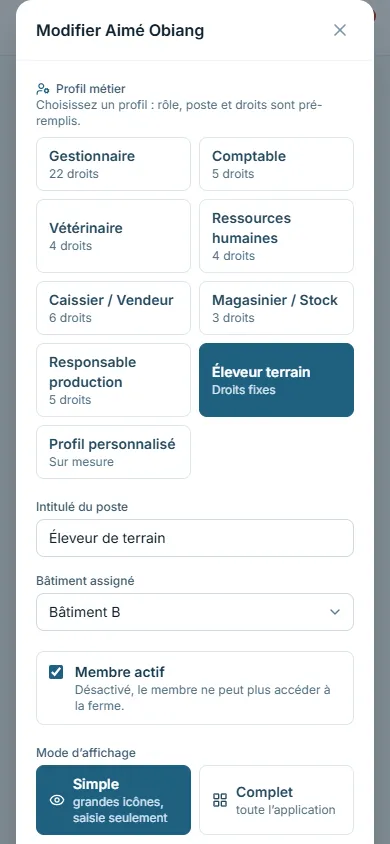 Modifier Aimé Obiang
Profil métier
Choisissez un profil : rôle, poste et droits sont pré-
remplis.
Gestionnaire
22 droits
Comptable
5 droits
Vétérinaire
4 droits
Ressources
humaines
4 droits
Caissier / Vendeur
6 droits
Magasinier / Stock
3 droits
Responsable
production
5 droits
Éleveur terrain
Droits fixes
Profil personnalisé
Sur mesure
Intitulé du poste
Éleveur de terrain
Bâtiment assigné
Bâtiment B
Membre actif
Désactivé, le membre ne peut plus accéder à
la ferme.
Mode d’affichage
Simple
grandes icônes,
saisie seulement
Complet
toute l’application